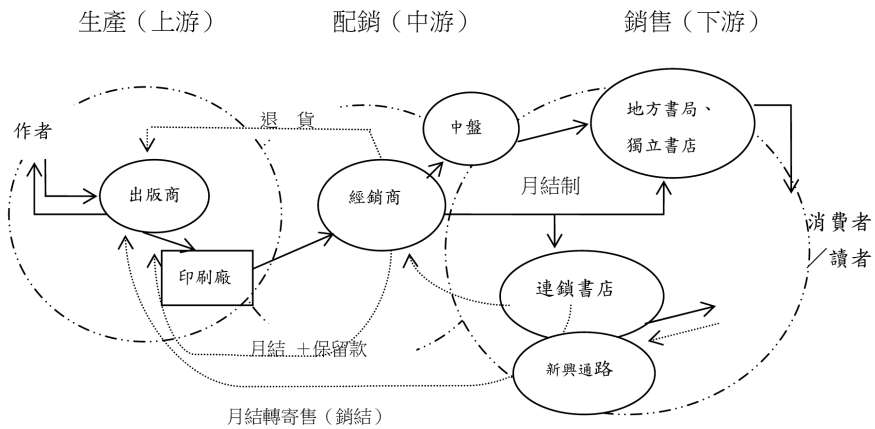 生產（上游）
配銷（中游）
銷售（下游）
作者
退 貨
中盤
地方書局、
獨立書店
出版商
經銷商
月結制
消費者
／讀者
印刷廠
連鎖書店
月結 ＋保留款
新興通路
月結轉寄售（銷結）